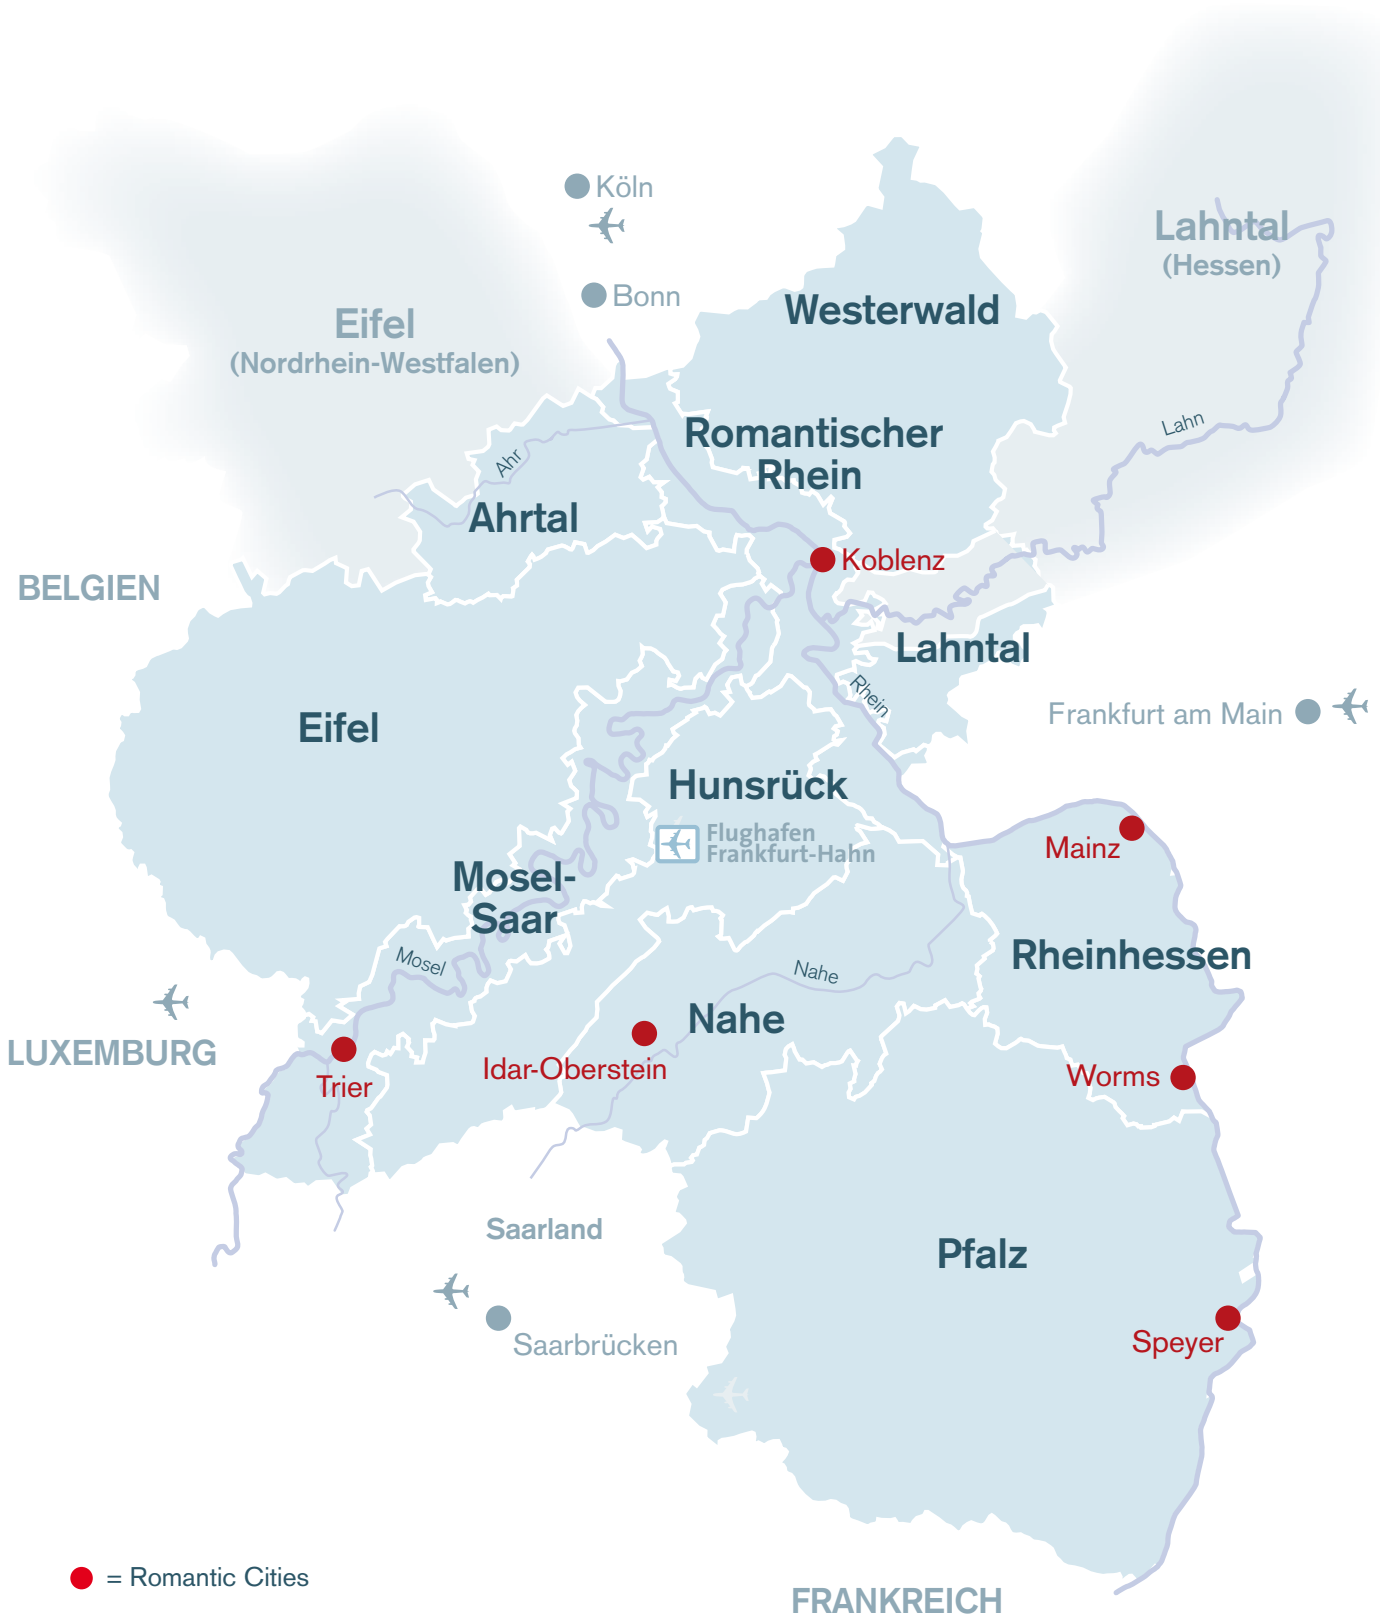 Köln
Lahntal
(Hessen)
Bonn
Westerwald
Eifel
(Nordrhein-Westfalen)
Lahn
Romantischer
Rhein
Ahr
Ahrtal
Koblenz
BELGIEN
Lahntal
Rhein
Frankfurt am Main
Eifel
Hunsrück
Flughafen
Frankfurt-Hahn
Mainz
Mosel-
Saar
Rheinhessen
Mosel
Nahe
Nahe
LUXEMBURG
Idar-Oberstein
Trier
Worms
Saarland
Pfalz
Saarbrücken
Speyer
= Romantic Cities
FRANKREICH